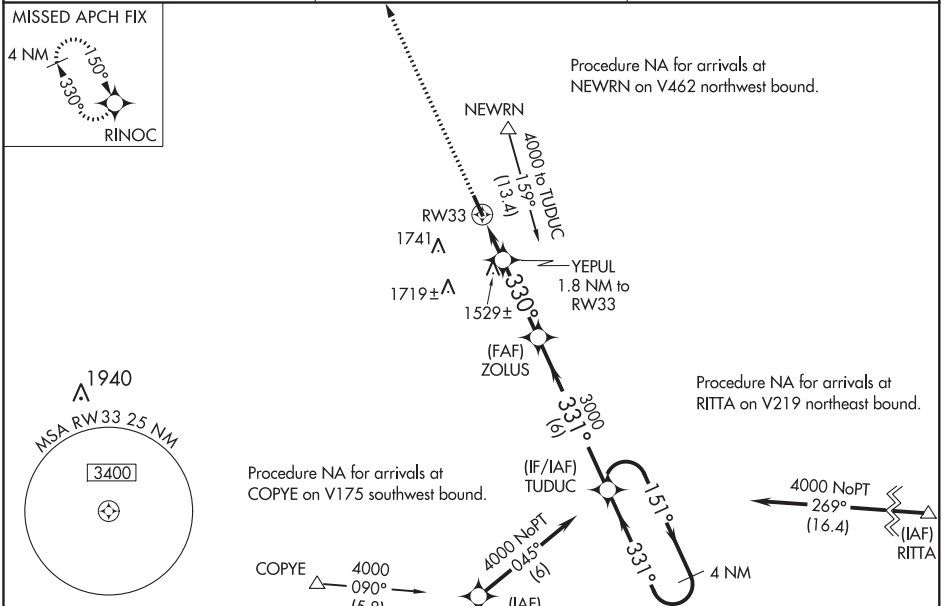 MISSED APCH FIX
4 NM
150°
330°
RINOC
Procedure NA for arrivals at
NEWRN on V462 northwest bound.
NEWRN
4000 to TUDUC
159°
(13.4)
RW33
1741
1719±
1529±
YEPUL
1.8 NM to
RW33
330°
(FAF)
ZOLUS
1940
MSA RW33 25 NM
3400
3000
331°
(6)
Procedure NA for arrivals at
RITTA on V219 northeast bound.
Procedure NA for arrivals at
COPYE on V175 southwest bound.
(IF/IAF)
TUDUC
151°
331°
4 NM
4000 NoPT
269°
(16.4)
(IAF)
RITTA
4000 NoPT
045°
(6)
COPYE
4000
090°
(5.9)
(IAF)